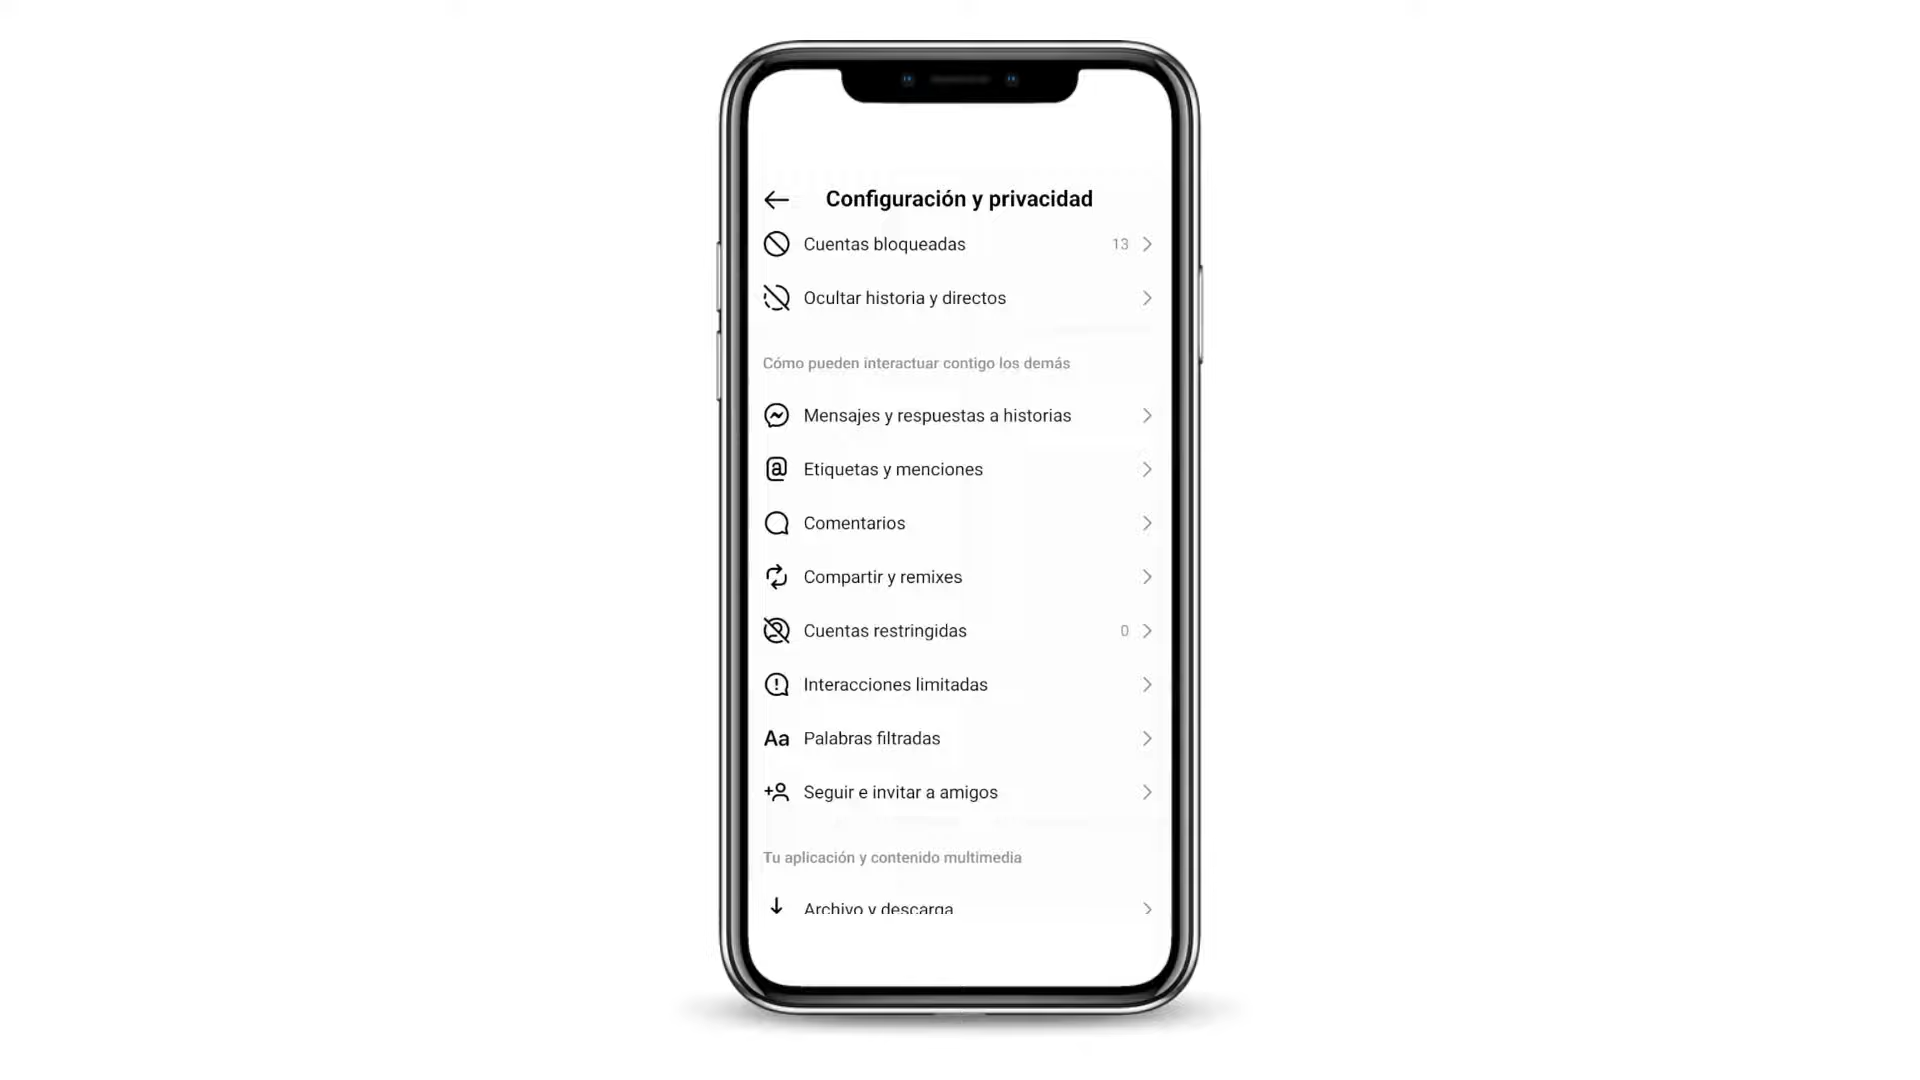 Configuración y privacidad
Cuentas bloqueadas 13
Ocultar historia y directos
Cómo pueden interactuar contigo los demás
Mensajes y respuestas a historias
Etiquetas y menciones
Comentarios
Compartir y remixes
Cuentas restringidas 0
Interacciones limitadas
Aa Palabras filtradas
Seguir e invitar a amigos
Tu aplicación y contenido multimedia
Archivo y descarga